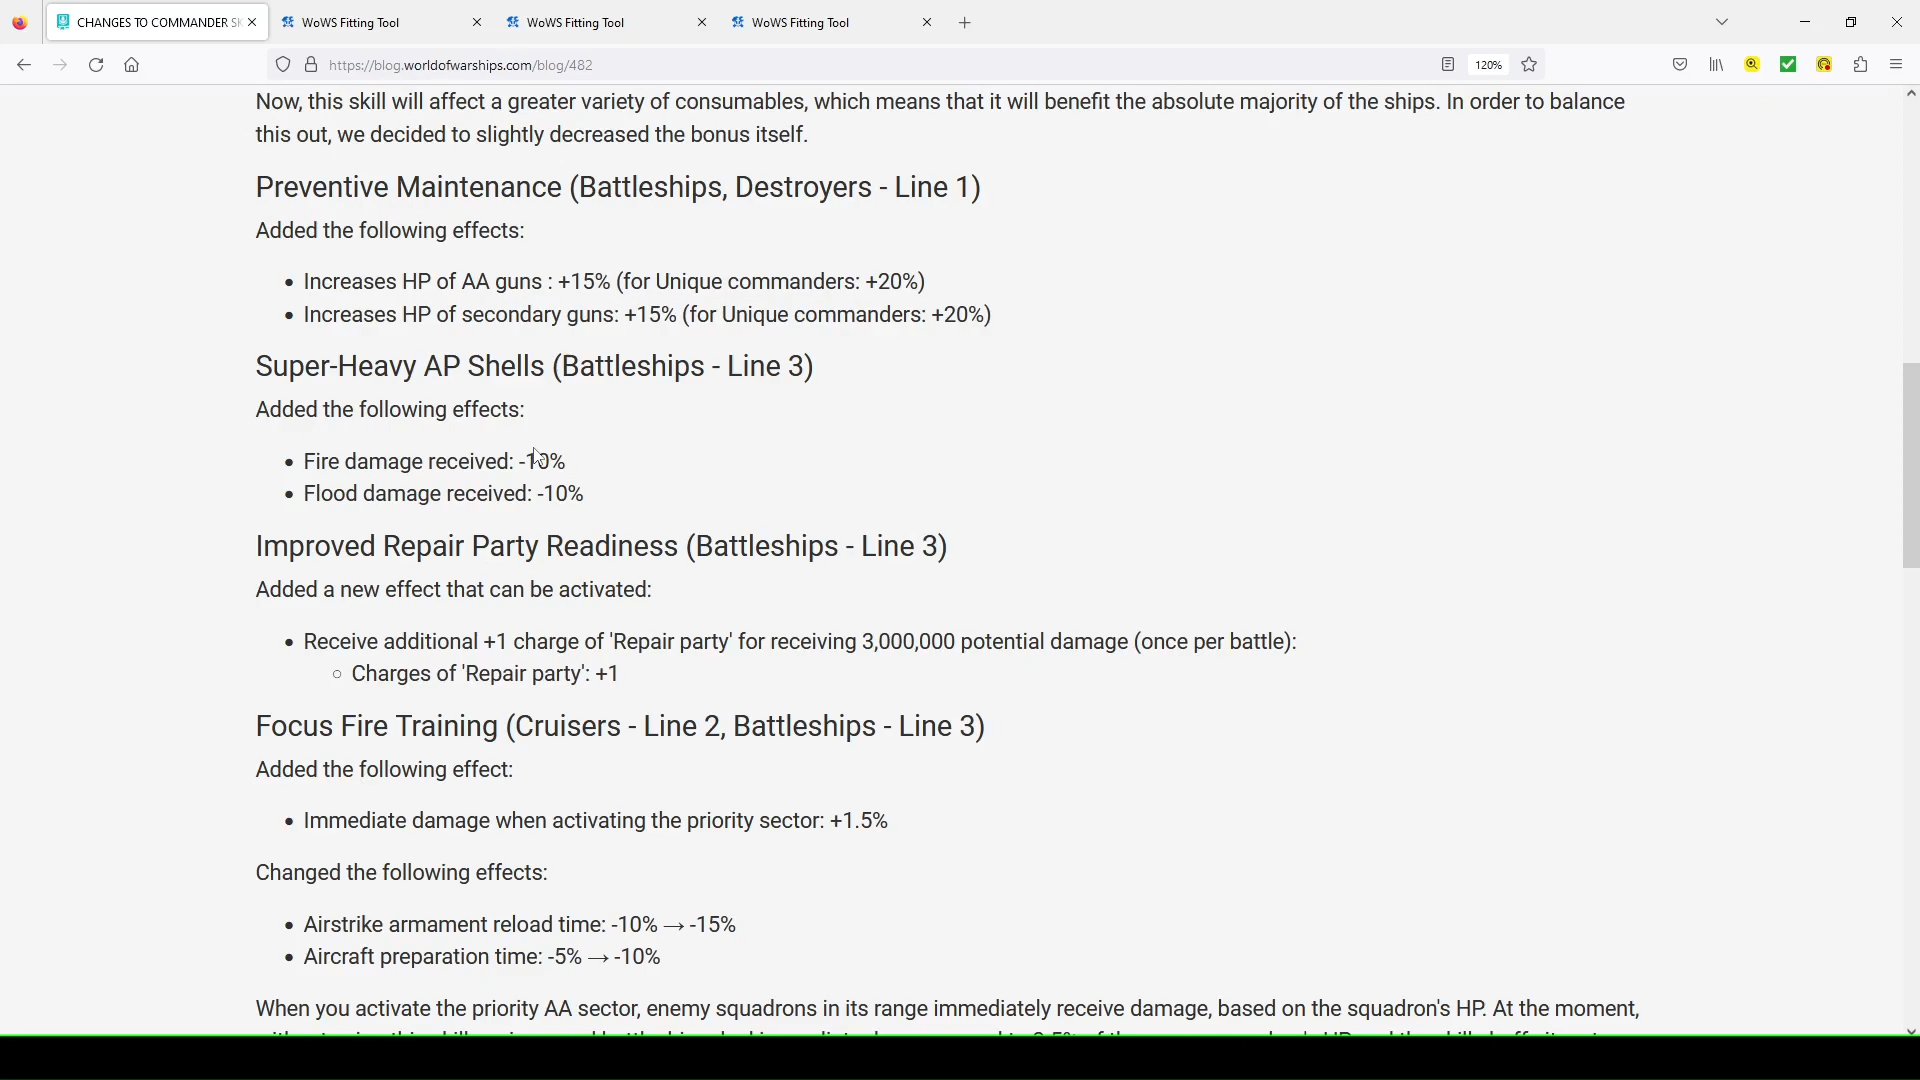 CHANGES TO COMMANDER SK
WoWS Fitting Tool
WoWS Fitting Tool
WoWS Fitting Tool
https://blog.worldofwarships.com/blog/482
120%
Now, this skill will affect a greater variety of consumables, which means that it will benefit the absolute majority of the ships. In order to balance
this out, we decided to slightly decreased the bonus itself.
Preventive Maintenance (Battleships, Destroyers - Line 1)
Added the following effects:
• Increases HP of AA guns : +15% (for Unique commanders: +20%)
• Increases HP of secondary guns: +15% (for Unique commanders: +20%)
Super-Heavy AP Shells (Battleships - Line 3)
Added the following effects:
• Fire damage received: -10%
• Flood damage received: -10%
Improved Repair Party Readiness (Battleships - Line 3)
Added a new effect that can be activated:
• Receive additional +1 charge of 'Repair party' for receiving 3,000,000 potential damage (once per battle):
○ Charges of 'Repair party': +1
Focus Fire Training (Cruisers - Line 2, Battleships - Line 3)
Added the following effect:
• Immediate damage when activating the priority sector: +1.5%
Changed the following effects:
• Airstrike armament reload time: -10% → -15%
• Aircraft preparation time: -5% → -10%
When you activate the priority AA sector, enemy squadrons in its range immediately receive damage, based on the squadron's HP. At the moment,